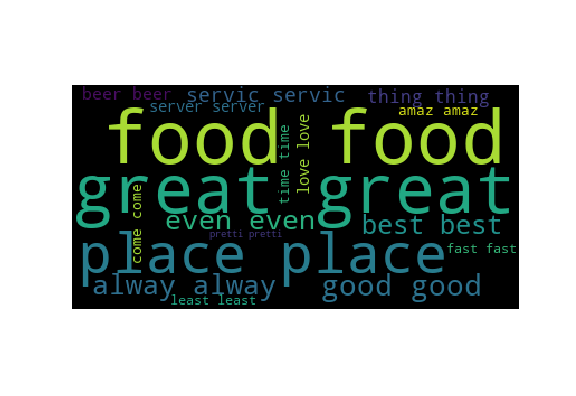 beer beer
servic servic
thing thing
server server
amaz amaz
food food
time time
love love
great great
come come
even even
best best
pretti pretti
place place
fast fast
alway alway
good good
least least